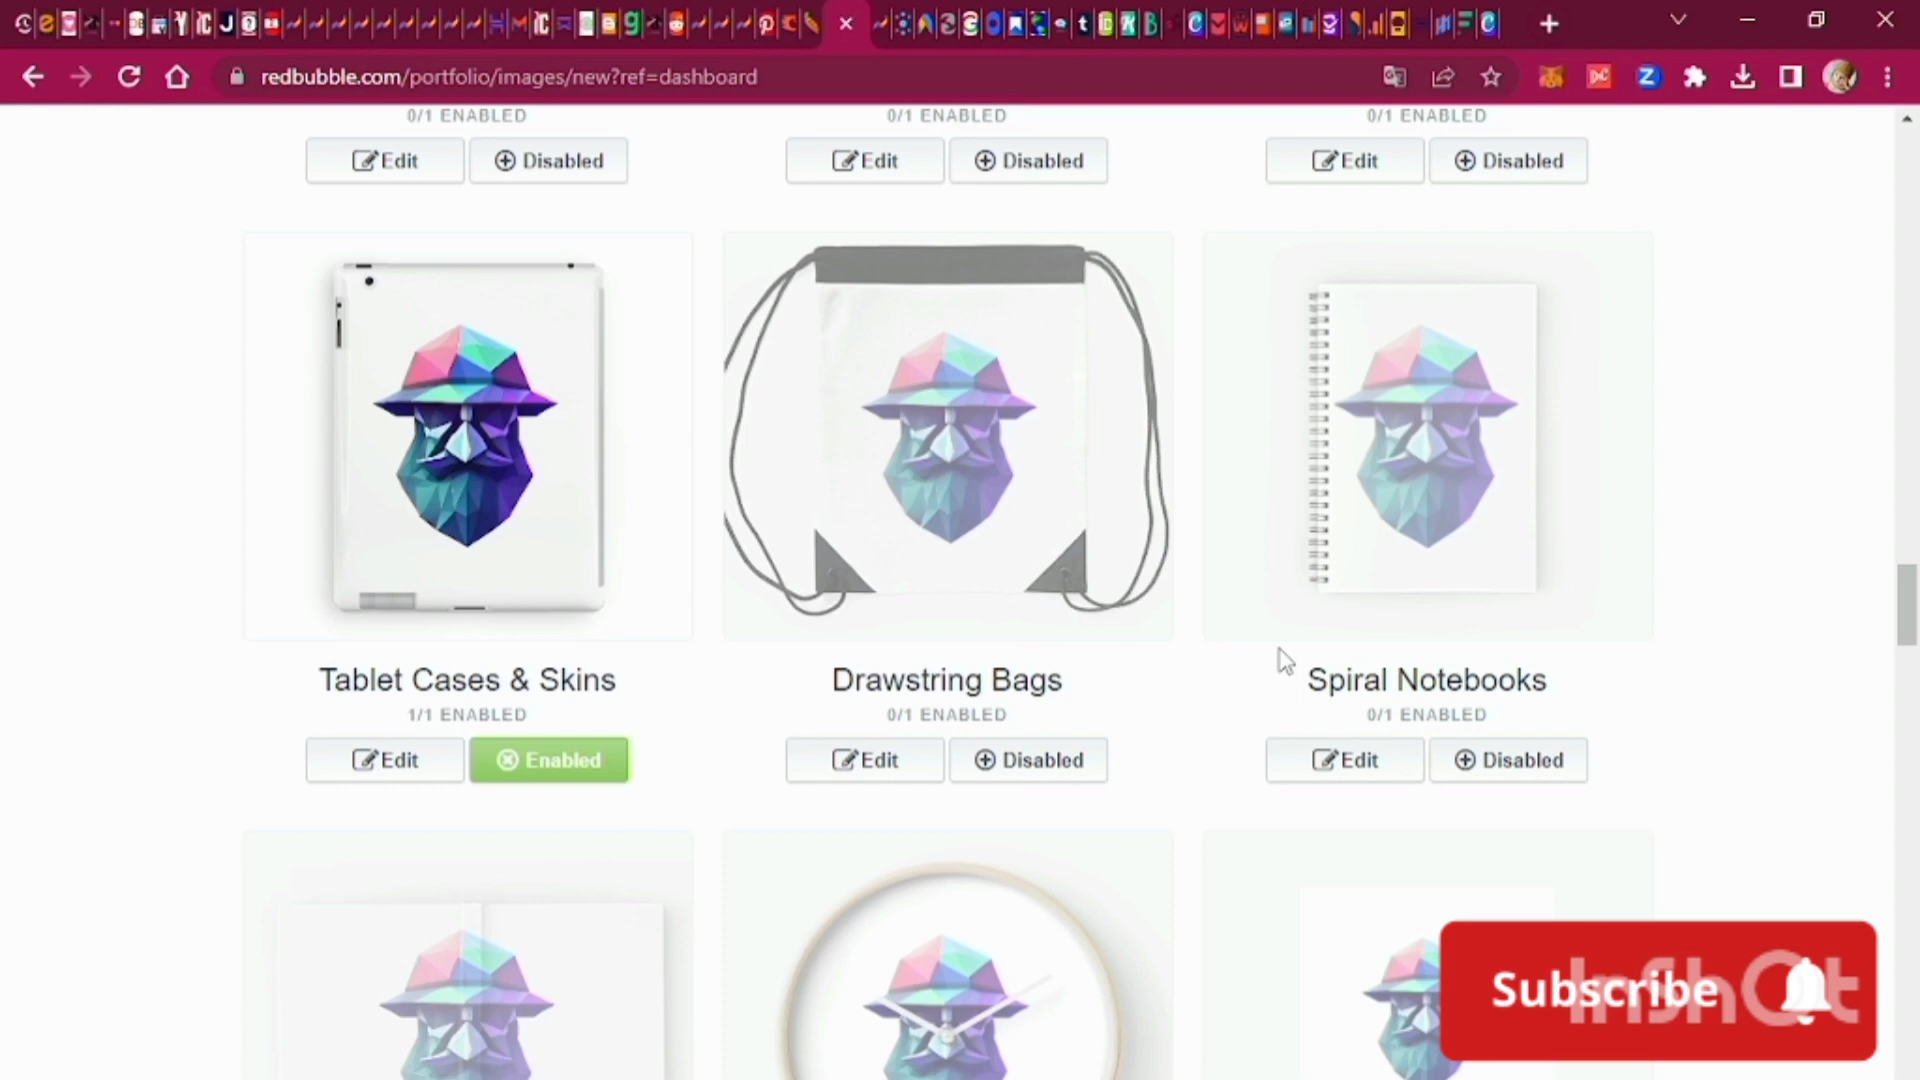 redbubble.com/portfolio/images/new?ref=dashboard
0/1 ENABLED
0/1 ENABLED
0/1 ENABLED
Edit
Disabled
Edit
Disabled
Edit
Disabled
Tablet Cases & Skins
Drawstring Bags
Spiral Notebooks
1/1 ENABLED
0/1 ENABLED
0/1 ENABLED
Edit
Enabled
Edit
Disabled
Edit
Disabled
Subscribe
InShOt